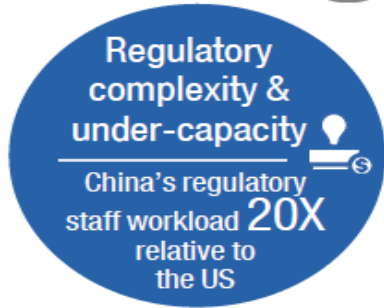 Regulatory
complexity &
under-capacity
China's regulatory
staff workload 20X
relative to
the US